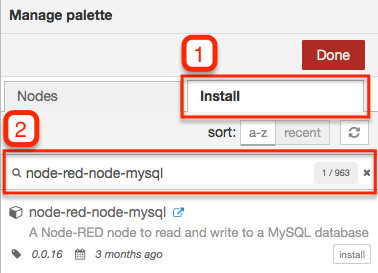 Manage palette
1
Done
Nodes
Install
2
sort: a-z recent
node-red-node-mysql 1 / 963 ×
node-red-node-mysql
A Node-RED node to read and write to a MySQL database
0.0.16 3 months ago install